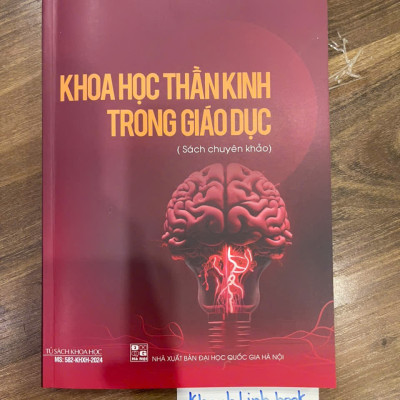 KHOA HỌC THẦN KINH
TRONG GIÁO DỤC
( Sách chuyên khảo)
TỦ SÁCH KHOA HỌC
MS: 582-KHXH-2024
NHÀ XUẤT BẢN ĐẠI HỌC QUỐC GIA HÀ NỘI